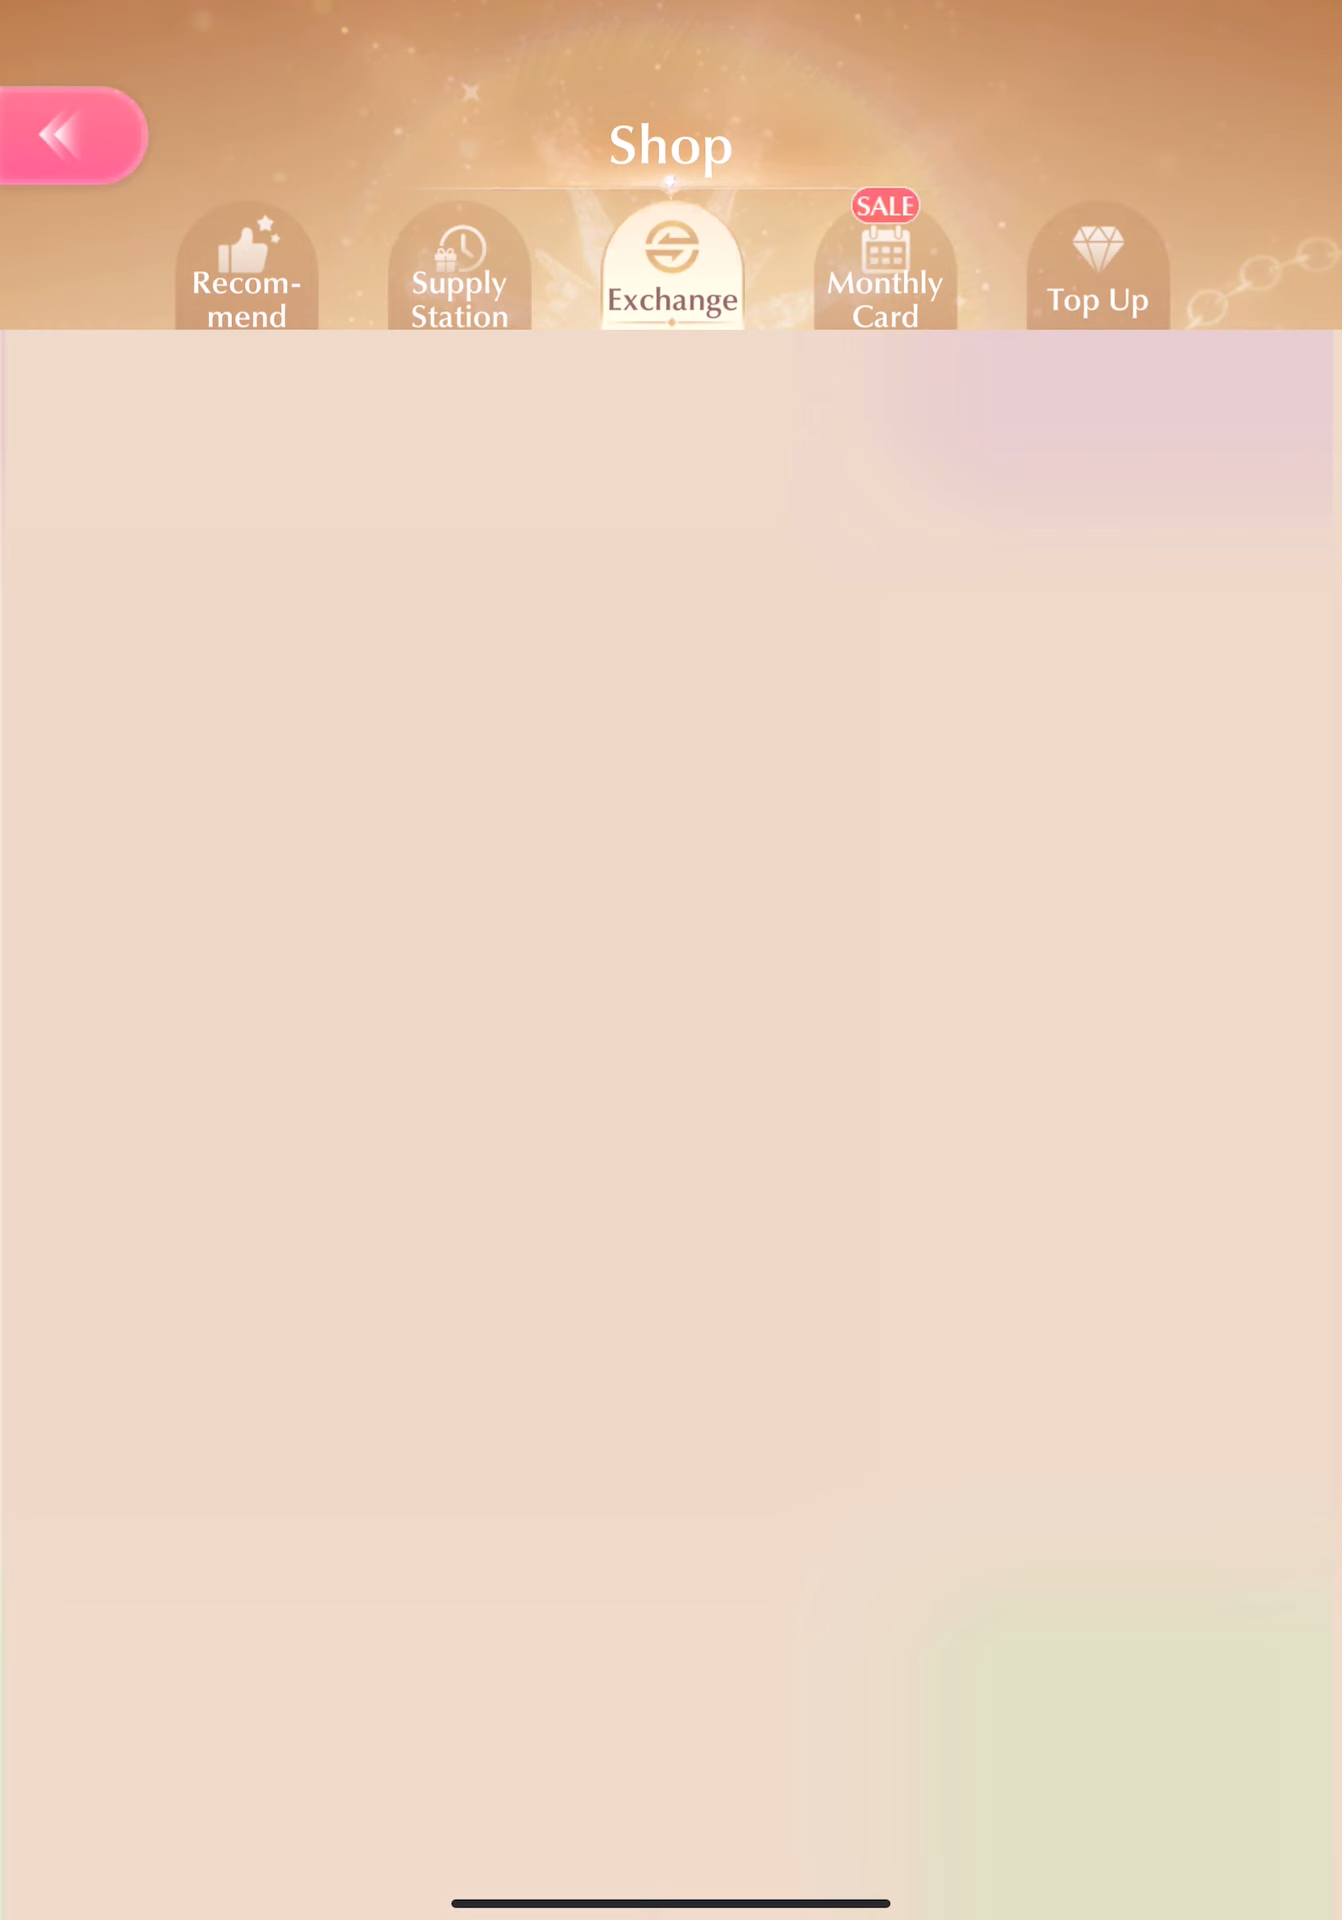 Shop
SALE
Recom-
mend
Supply
Station
Exchange
Monthly
Card
Top Up